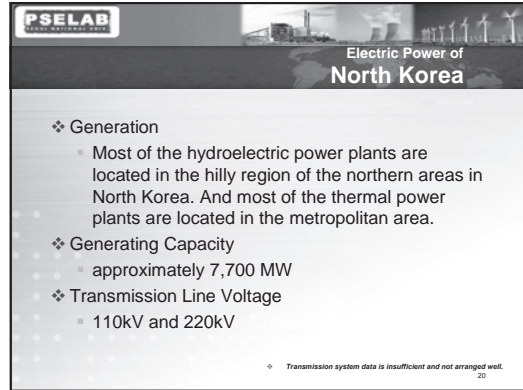 PSELAB
SEOUL NATIONAL UNIV.
Electric Power of
North Korea
❖ Generation
▪ Most of the hydroelectric power plants are
located in the hilly region of the northern areas in
North Korea. And most of the thermal power
plants are located in the metropolitan area.
❖ Generating Capacity
▪ approximately 7,700 MW
❖ Transmission Line Voltage
▪ 110kV and 220kV
❖ Transmission system data is insufficient and not arranged well.
20